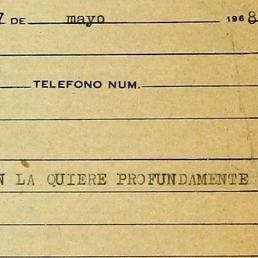 7 DE mayo 1968
TELEFONO NUM.
N LA QUIERE PROFUNDAMENTE